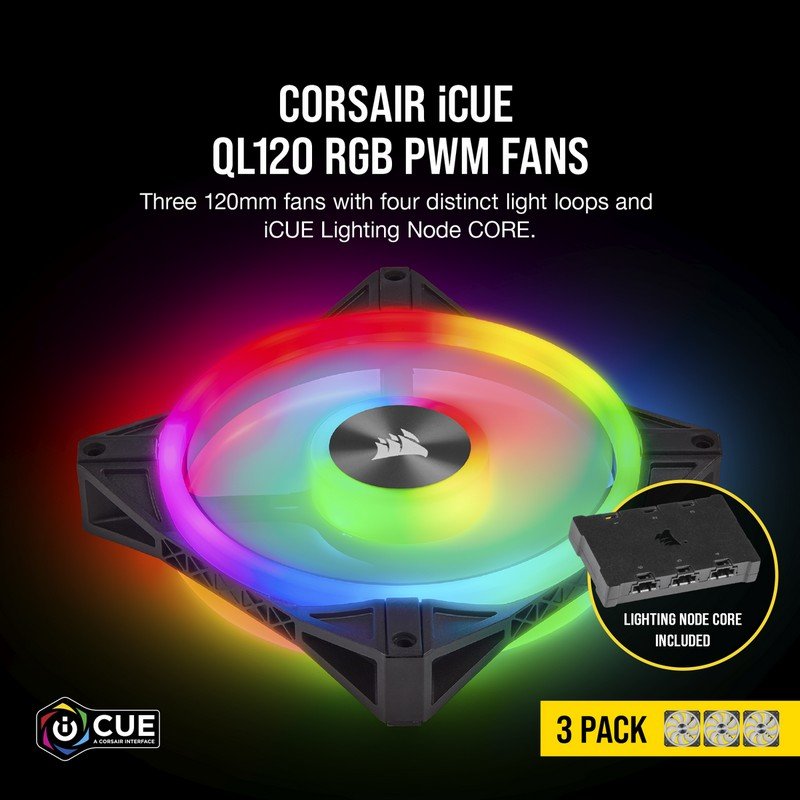 CORSAIR iCUE
QL120 RGB PWM FANS
Three 120mm fans with four distinct light loops and
iCUE Lighting Node CORE.
LIGHTING NODE CORE
INCLUDED
iCUE
A CORSAIR INTERFACE
3 PACK